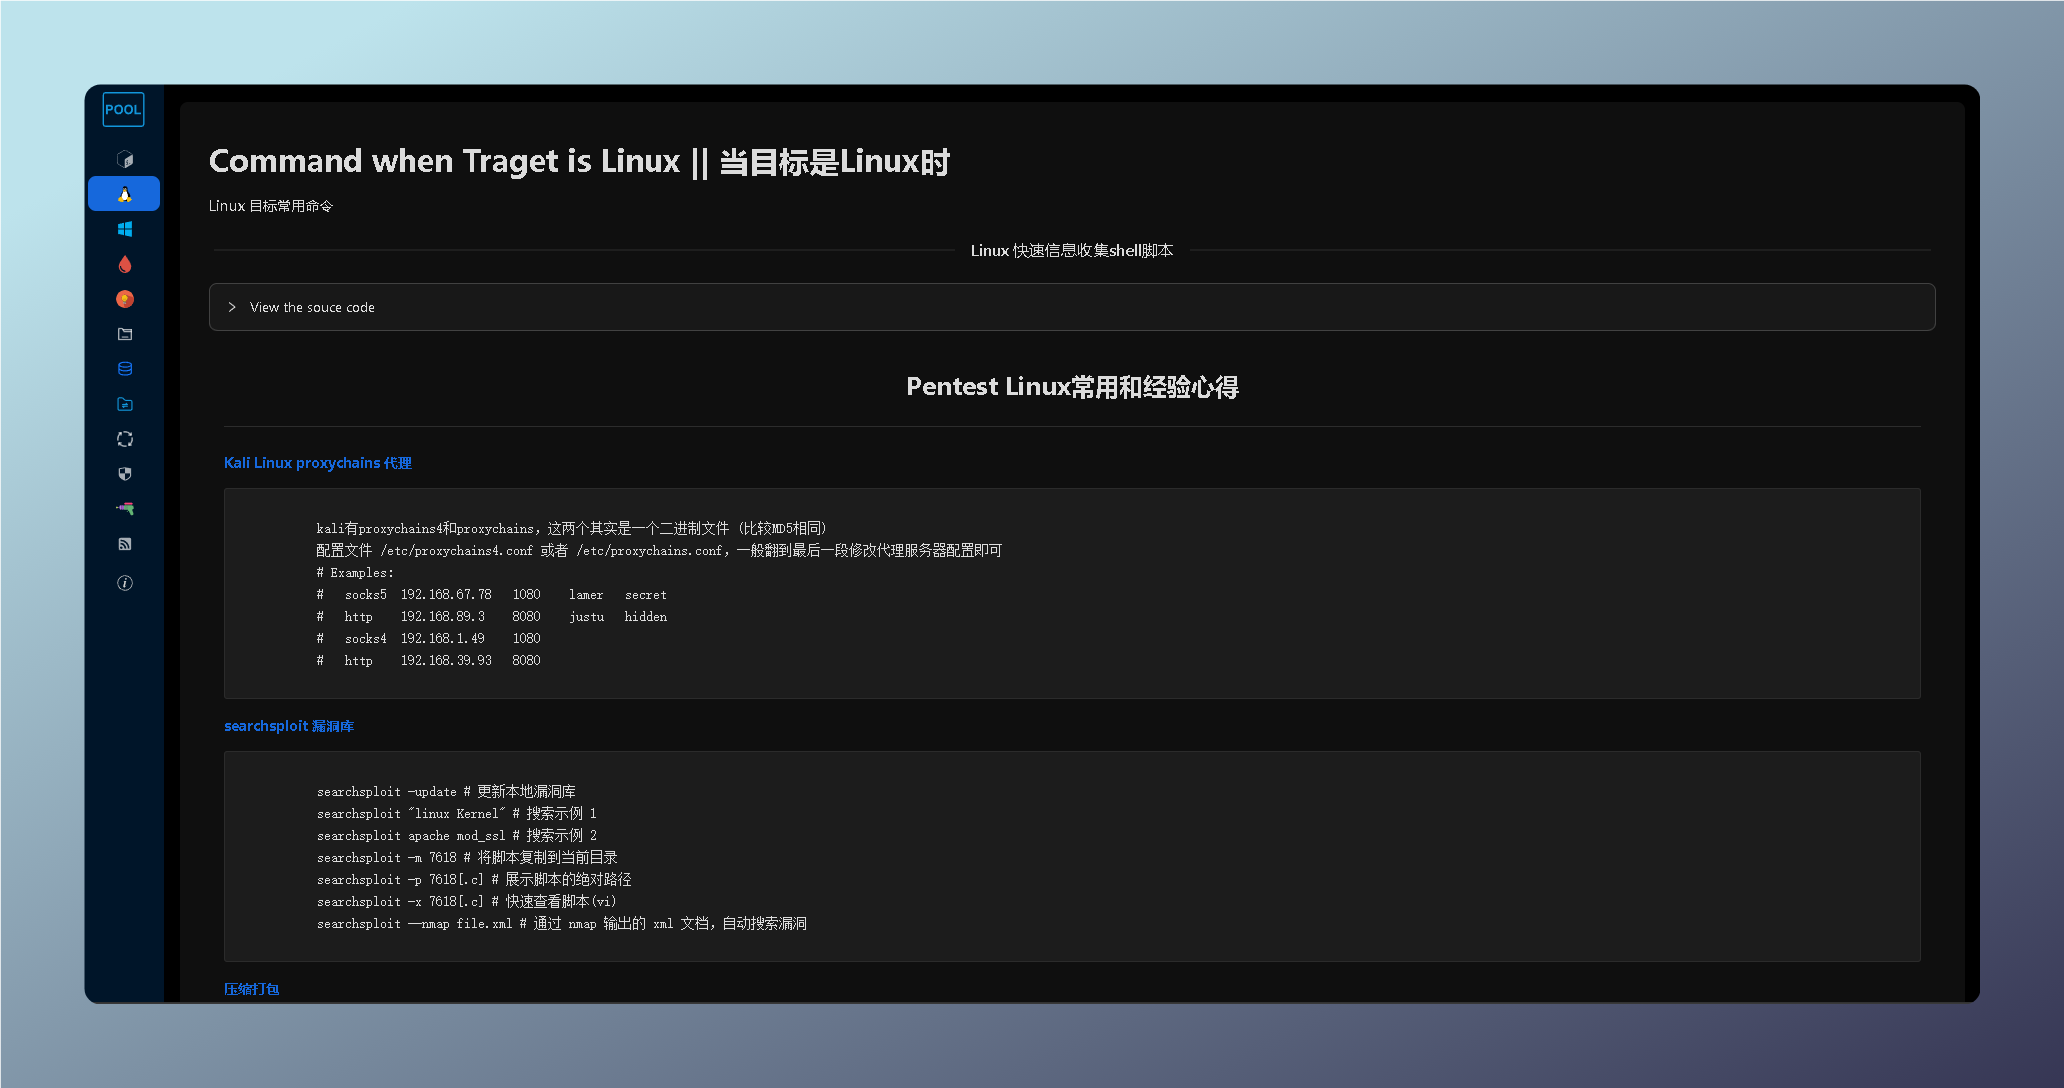 POOL
Command when Traget is Linux || 当目标是Linux时
Linux 目标常用命令
Linux 快速信息收集shell脚本
View the souce code
Pentest Linux常用和经验心得
Kali Linux proxychains 代理
kali有proxychains4和proxychains，这两个其实是一个二进制文件 (比较MD5相同)
配置文件 /etc/proxychains4.conf 或者 /etc/proxychains.conf，一般翻到最后一段修改代理服务器配置即可
# Examples:
# socks5 192.168.67.78 1080 lamer secret
# http 192.168.89.3 8080 justu hidden
# socks4 192.168.1.49 1080
# http 192.168.39.93 8080
searchsploit 漏洞库
searchsploit -update # 更新本地漏洞库
searchsploit "linux Kernel" # 搜索示例 1
searchsploit apache mod_ssl # 搜索示例 2
searchsploit -m 7618 # 将脚本复制到当前目录
searchsploit -p 7618[.c] # 展示脚本的绝对路径
searchsploit -x 7618[.c] # 快速查看脚本(vi)
searchsploit --nmap file.xml # 通过 nmap 输出的 xml 文档，自动搜索漏洞
压缩打包